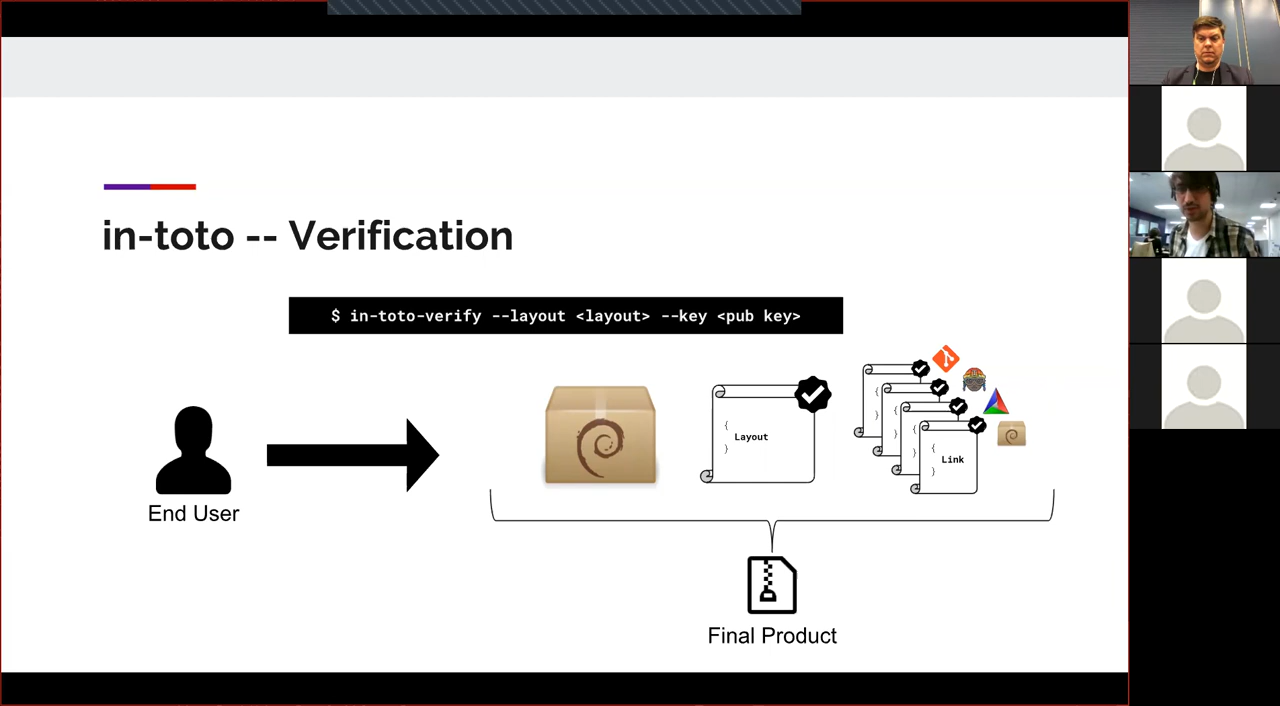 in-toto -- Verification
$ in-toto-verify --layout <layout> --key <pub key>
{
Layout
}
{
}
{
}
{
}
{
Link
}
End User
Final Product